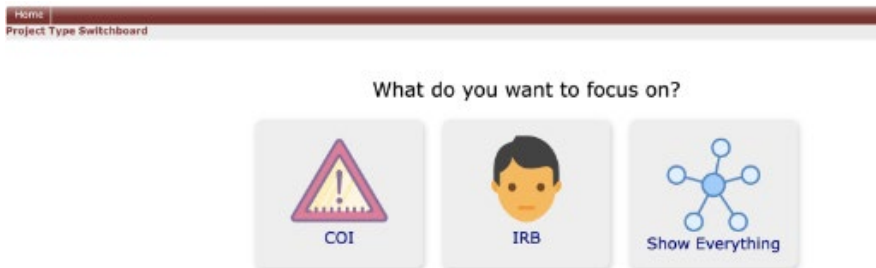 Home
Project Type Switchboard
What do you want to focus on?
COI
IRB
Show Everything